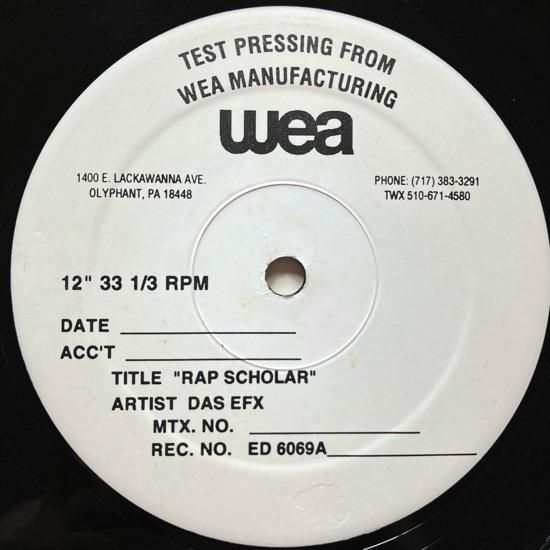 TEST PRESSING FROM
WEA MANUFACTURING
wea
1400 E. LACKAWANNA AVE.
OLYPHANT, PA 18448
PHONE: (717) 383-3291
TWX 510-671-4580
12" 33 1/3 RPM
DATE
ACC'T
TITLE "RAP SCHOLAR"
ARTIST DAS EFX
MTX. NO.
REC. NO. ED 6069A